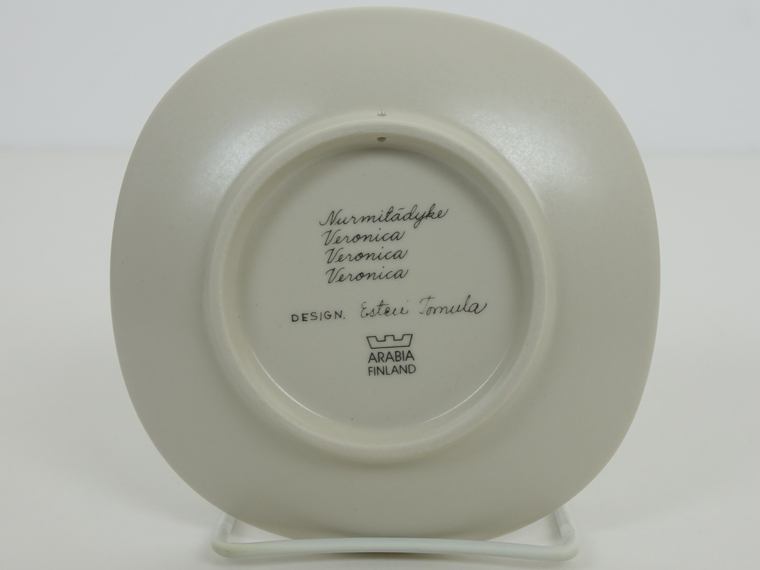 Nurmitädyke
Veronica
Veronica
Veronica
DESIGN. Esteri Tomula
ARABIA
FINLAND